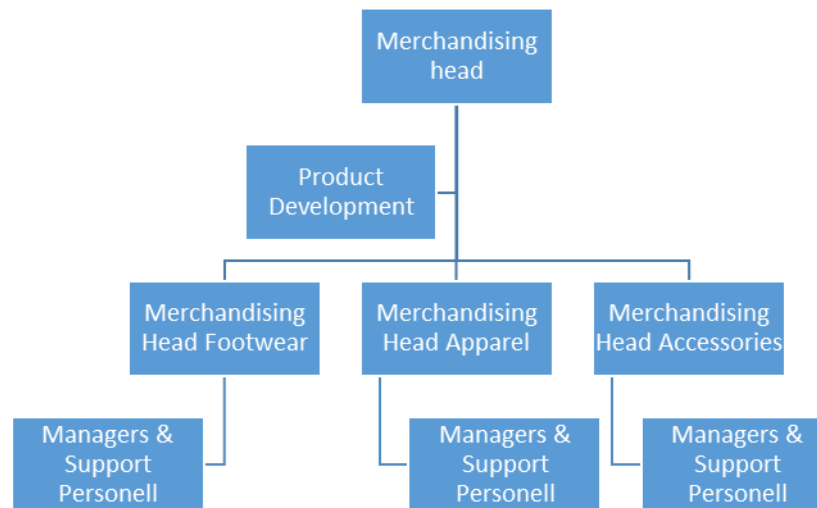 Merchandising
head
Product
Development
Merchandising
Head Footwear
Merchandising
Head Apparel
Merchandising
Head Accessories
Managers &
Support
Personell
Managers &
Support
Personell
Managers &
Support
Personell